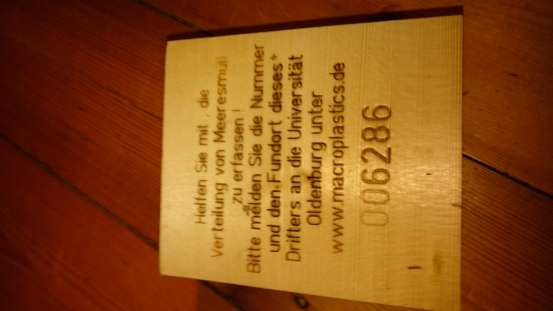 Helfen Sie mit , die
Verteilung von Meeresmüll
zu erfassen !
Bitte melden Sie die Nummer
und den Fundort dieses
Drifters an die Universität
Oldenburg unter
www.macroplastics.de
006286